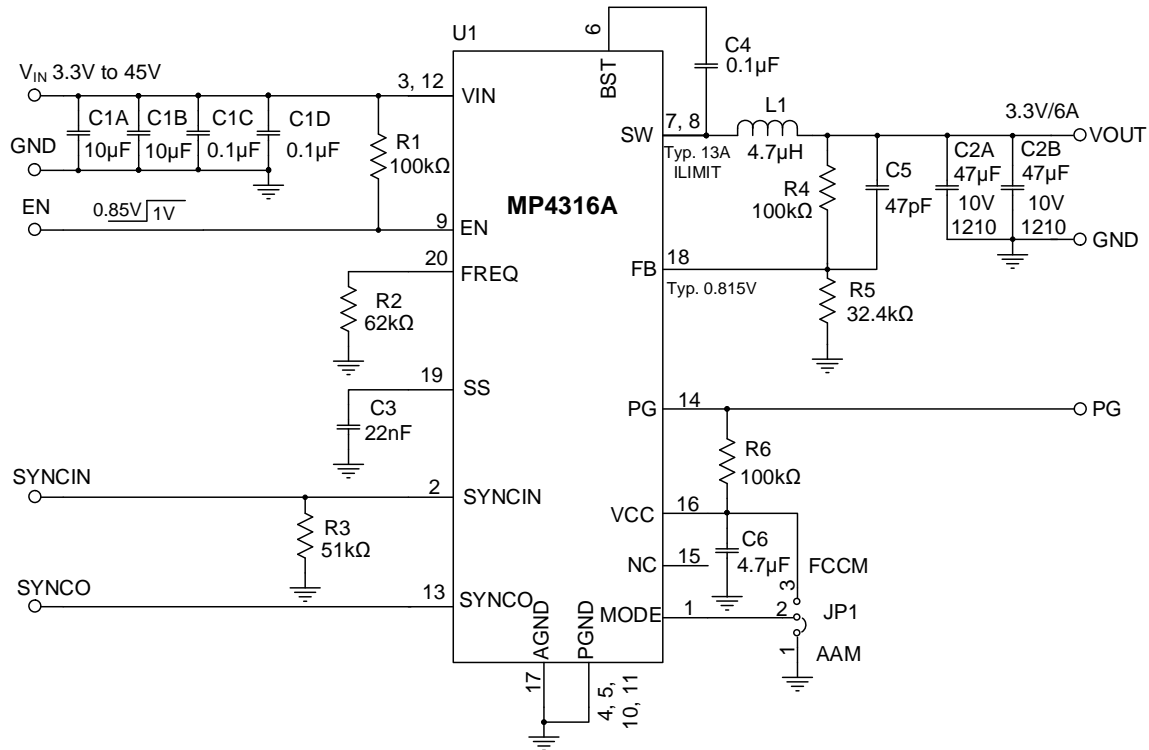 U1
6
BST
C4
0.1µF
VIN 3.3V to 45V
3, 12
VIN
C1A
10µF
C1B
10µF
C1C
0.1µF
C1D
0.1µF
R1
100kΩ
GND
EN
0.85V
1V
9
EN
MP4316A
SW
7, 8
Typ. 13A
ILIMIT
L1
4.7µH
3.3V/6A
VOUT
R4
100kΩ
C5
47pF
C2A
47µF
10V
1210
C2B
47µF
10V
1210
GND
20
FREQ
R2
62kΩ
FB
18
Typ. 0.815V
R5
32.4kΩ
19
SS
C3
22nF
PG
14
PG
R6
100kΩ
SYNCIN
2
SYNCIN
R3
51kΩ
VCC
16
C6
4.7µF
NC
15
FCCM
3
SYNCO
13
SYNCO
MODE
1
2
JP1
1
AAM
AGND
PGND
17
4, 5,
10, 11